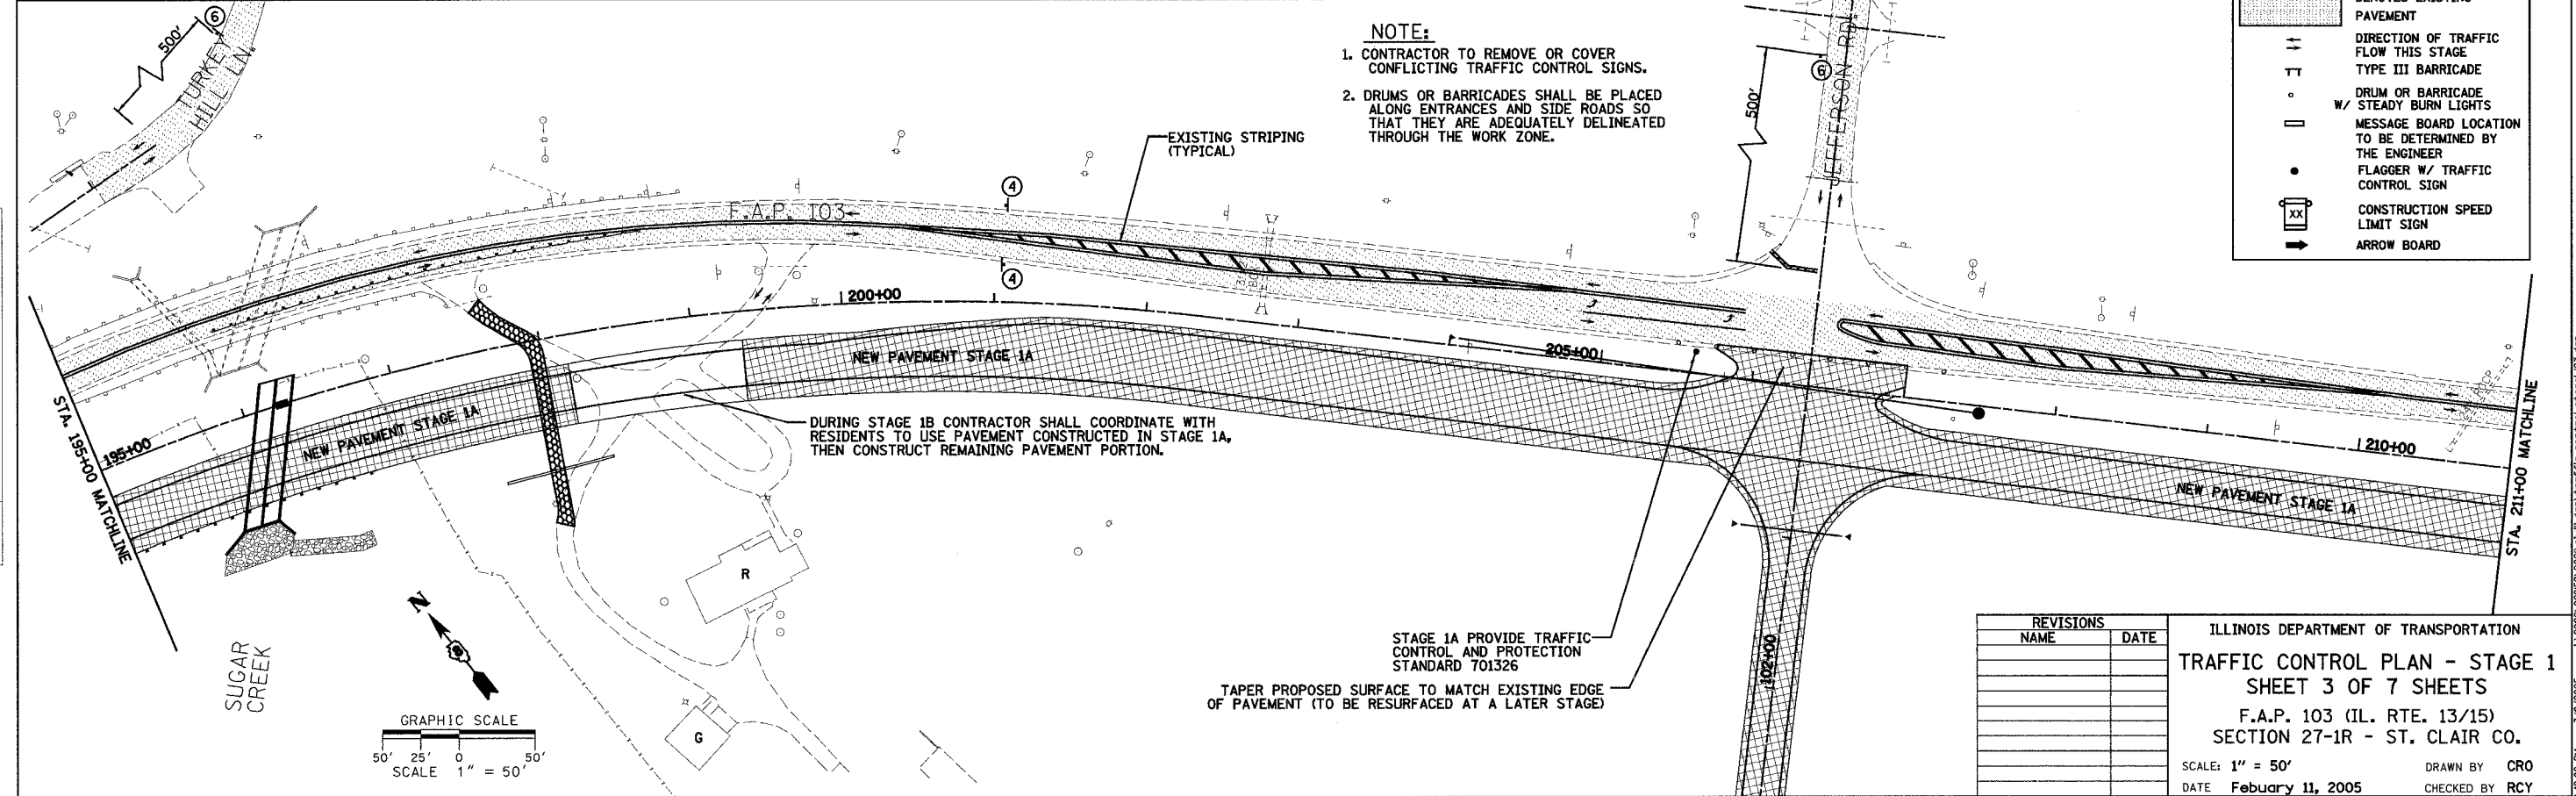 6
500'
TURKEY
HILL LN.
NOTE:
1. CONTRACTOR TO REMOVE OR COVER
CONFLICTING TRAFFIC CONTROL SIGNS.
2. DRUMS OR BARRICADES SHALL BE PLACED
ALONG ENTRANCES AND SIDE ROADS SO
THAT THEY ARE ADEQUATELY DELINEATED
THROUGH THE WORK ZONE.
EXISTING STRIPING
(TYPICAL)
6
500'
JEFFERSON RD.
PAVEMENT
DIRECTION OF TRAFFIC
FLOW THIS STAGE
TYPE III BARRICADE
DRUM OR BARRICADE
W/ STEADY BURN LIGHTS
MESSAGE BOARD LOCATION
TO BE DETERMINED BY
THE ENGINEER
FLAGGER W/ TRAFFIC
CONTROL SIGN
XX
CONSTRUCTION SPEED
LIMIT SIGN
ARROW BOARD
4
F.A.P. 103
4
200+00
205+00
210+00
195+00
STA. 195+00 MATCHLINE
STA. 211+00 MATCHLINE
NEW PAVEMENT STAGE 1A
NEW PAVEMENT STAGE 1A
NEW PAVEMENT STAGE 1A
DURING STAGE 1B CONTRACTOR SHALL COORDINATE WITH
RESIDENTS TO USE PAVEMENT CONSTRUCTED IN STAGE 1A,
THEN CONSTRUCT REMAINING PAVEMENT PORTION.
R
G
N
SUGAR
CREEK
GRAPHIC SCALE
50' 25' 0 50'
SCALE 1" = 50'
STAGE 1A PROVIDE TRAFFIC
CONTROL AND PROTECTION
STANDARD 701326
TAPER PROPOSED SURFACE TO MATCH EXISTING EDGE
OF PAVEMENT (TO BE RESURFACED AT A LATER STAGE)
102+00
REVISIONS
NAME DATE
ILLINOIS DEPARTMENT OF TRANSPORTATION
TRAFFIC CONTROL PLAN - STAGE 1
SHEET 3 OF 7 SHEETS
F.A.P. 103 (IL. RTE. 13/15)
SECTION 27-1R - ST. CLAIR CO.
SCALE: 1" = 50'
DRAWN BY CRO
DATE Febuary 11, 2005
CHECKED BY RCY